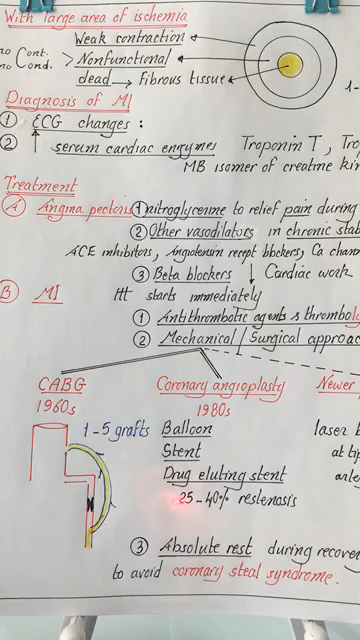 With large area of ischemia
Weak contraction
no Cont.
no Cond. > Nonfunctional
dead → Fibrous tissue
Diagnosis of MI
① ECG changes :
② ↑ serum cardiac enzymes Troponin T, Tro
MB isomer of creatine kin
Treatment
Ⓐ Angina pectoris ① nitroglycerine to relief pain during
② Other vasodilators in chronic stab
ACE inhibitors, Angiotensin recept blockers, Ca chann
③ Beta blockers ↓ Cardiac work
Ⓑ MI ttt starts immediately
① Antithrombotic agents & thromboly
② Mechanical / Surgical approac
CABG
1960s
1-5 grafts
Coronary angioplasty
1980s
Balloon
Stent
Drug eluting stent
25-40% restenosis
Newer
laser b
at tip
arte
③ Absolute rest during recover
to avoid coronary steal syndrome.